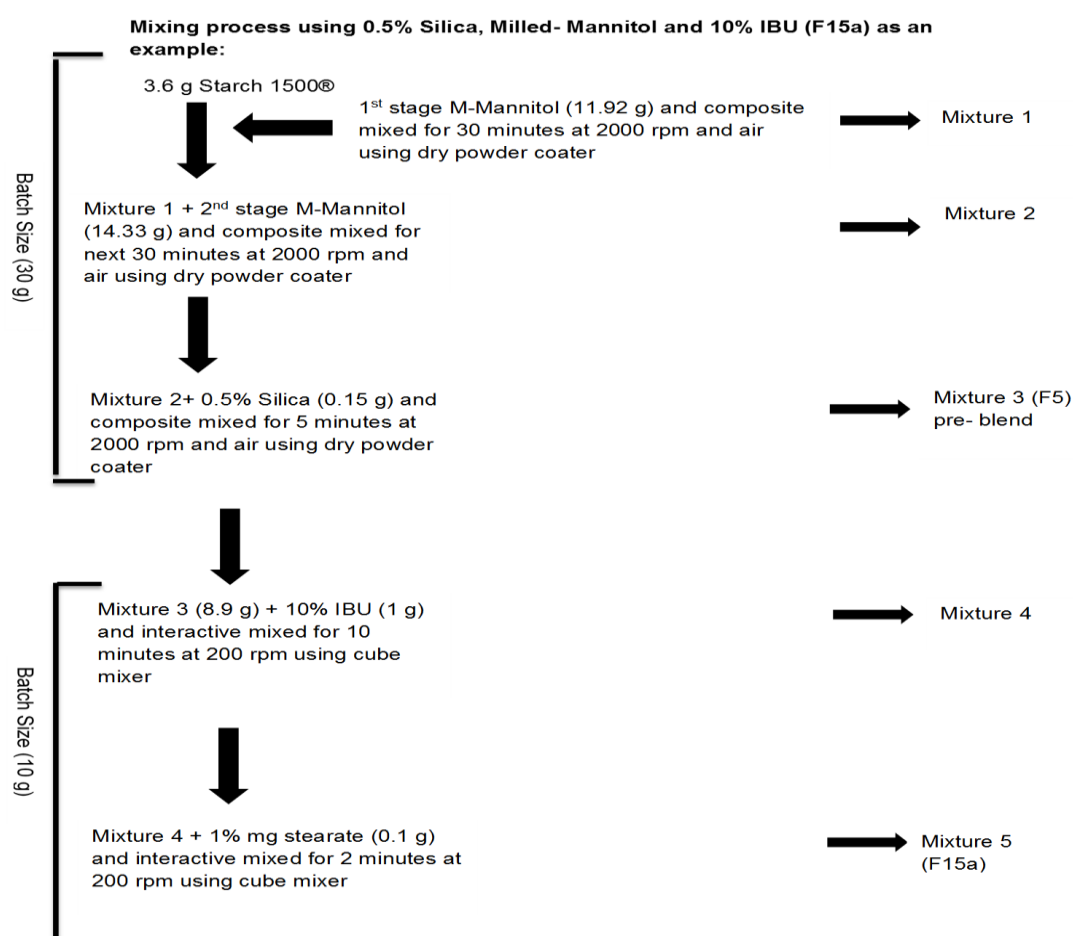 Mixing process using 0.5% Silica, Milled- Mannitol and 10% IBU (F15a) as an
example:
3.6 g Starch 1500®
1st stage M-Mannitol (11.92 g) and composite
mixed for 30 minutes at 2000 rpm and air
using dry powder coater
Mixture 1
Batch Size (30 g)
Mixture 1 + 2nd stage M-Mannitol
(14.33 g) and composite mixed for
next 30 minutes at 2000 rpm and
air using dry powder coater
Mixture 2
Mixture 2+ 0.5% Silica (0.15 g) and
composite mixed for 5 minutes at
2000 rpm and air using dry powder
coater
Mixture 3 (F5)
pre- blend
Batch Size (10 g)
Mixture 3 (8.9 g) + 10% IBU (1 g)
and interactive mixed for 10
minutes at 200 rpm using cube
mixer
Mixture 4
Mixture 4 + 1% mg stearate (0.1 g)
and interactive mixed for 2 minutes at
200 rpm using cube mixer
Mixture 5
(F15a)